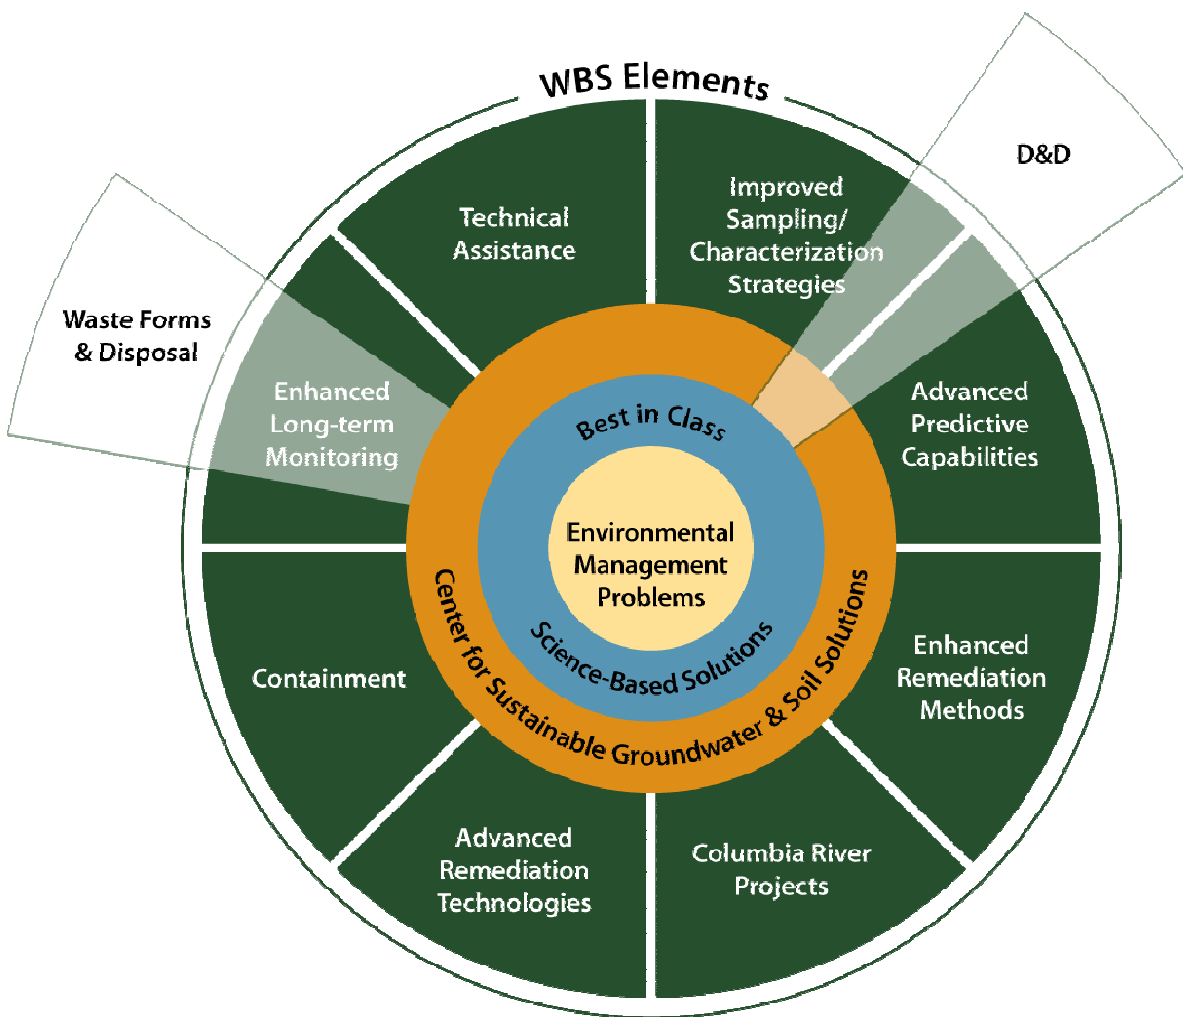 WBS Elements
D&D
Improved
Sampling/
Characterization
Strategies
Technical
Assistance
Waste Forms
& Disposal
Enhanced
Long-term
Monitoring
Advanced
Predictive
Capabilities
Best in Class
Environmental
Management
Problems
Science-Based Solutions
Center for Sustainable Groundwater & Soil Solutions
Containment
Enhanced
Remediation
Methods
Advanced
Remediation
Technologies
Columbia River
Projects